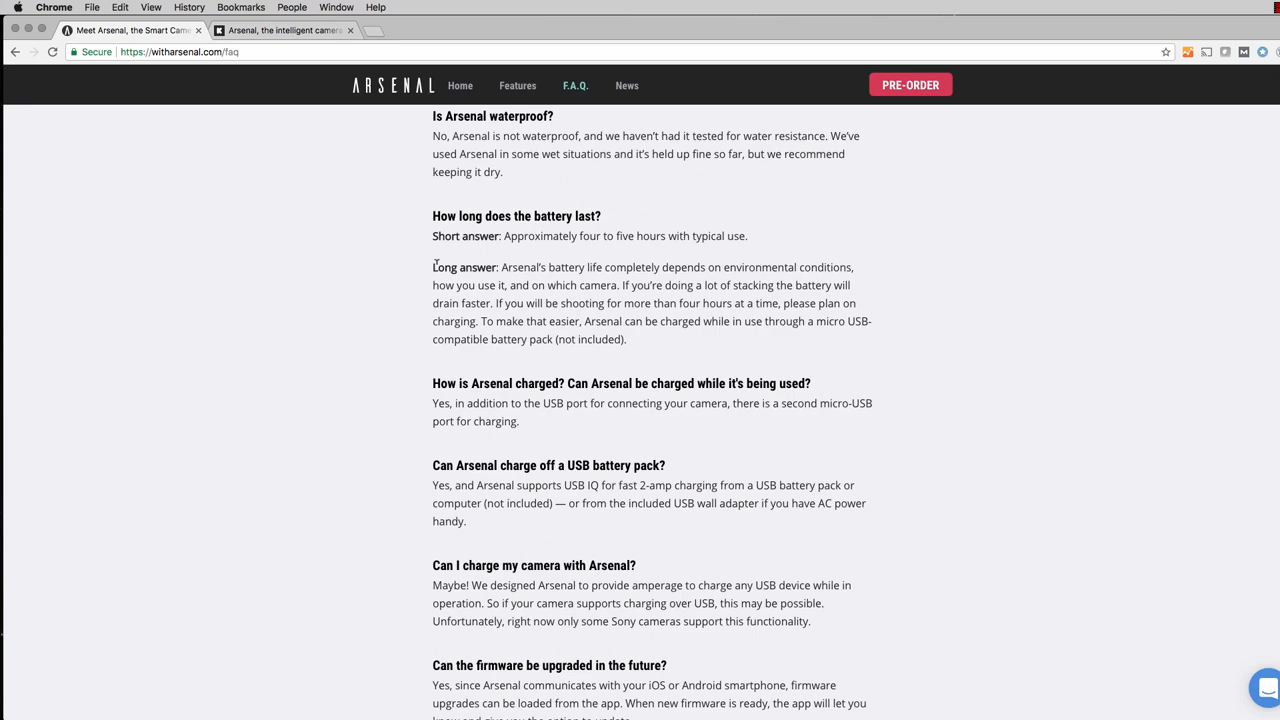 Chrome File Edit View History Bookmarks People Window Help
Meet Arsenal, the Smart Came
Arsenal, the intelligent camera
Secure https://witharsenal.com/faq
ARSENAL Home Features F.A.Q. News PRE-ORDER
Is Arsenal waterproof?
No, Arsenal is not waterproof, and we haven't had it tested for water resistance. We've
used Arsenal in some wet situations and it's held up fine so far, but we recommend
keeping it dry.
How long does the battery last?
Short answer: Approximately four to five hours with typical use.
Long answer: Arsenal's battery life completely depends on environmental conditions,
how you use it, and on which camera. If you're doing a lot of stacking the battery will
drain faster. If you will be shooting for more than four hours at a time, please plan on
charging. To make that easier, Arsenal can be charged while in use through a micro USB-
compatible battery pack (not included).
How is Arsenal charged? Can Arsenal be charged while it's being used?
Yes, in addition to the USB port for connecting your camera, there is a second micro-USB
port for charging.
Can Arsenal charge off a USB battery pack?
Yes, and Arsenal supports USB IQ for fast 2-amp charging from a USB battery pack or
computer (not included) — or from the included USB wall adapter if you have AC power
handy.
Can I charge my camera with Arsenal?
Maybe! We designed Arsenal to provide amperage to charge any USB device while in
operation. So if your camera supports charging over USB, this may be possible.
Unfortunately, right now only some Sony cameras support this functionality.
Can the firmware be upgraded in the future?
Yes, since Arsenal communicates with your iOS or Android smartphone, firmware
upgrades can be loaded from the app. When new firmware is ready, the app will let you
know and give you the option to update.